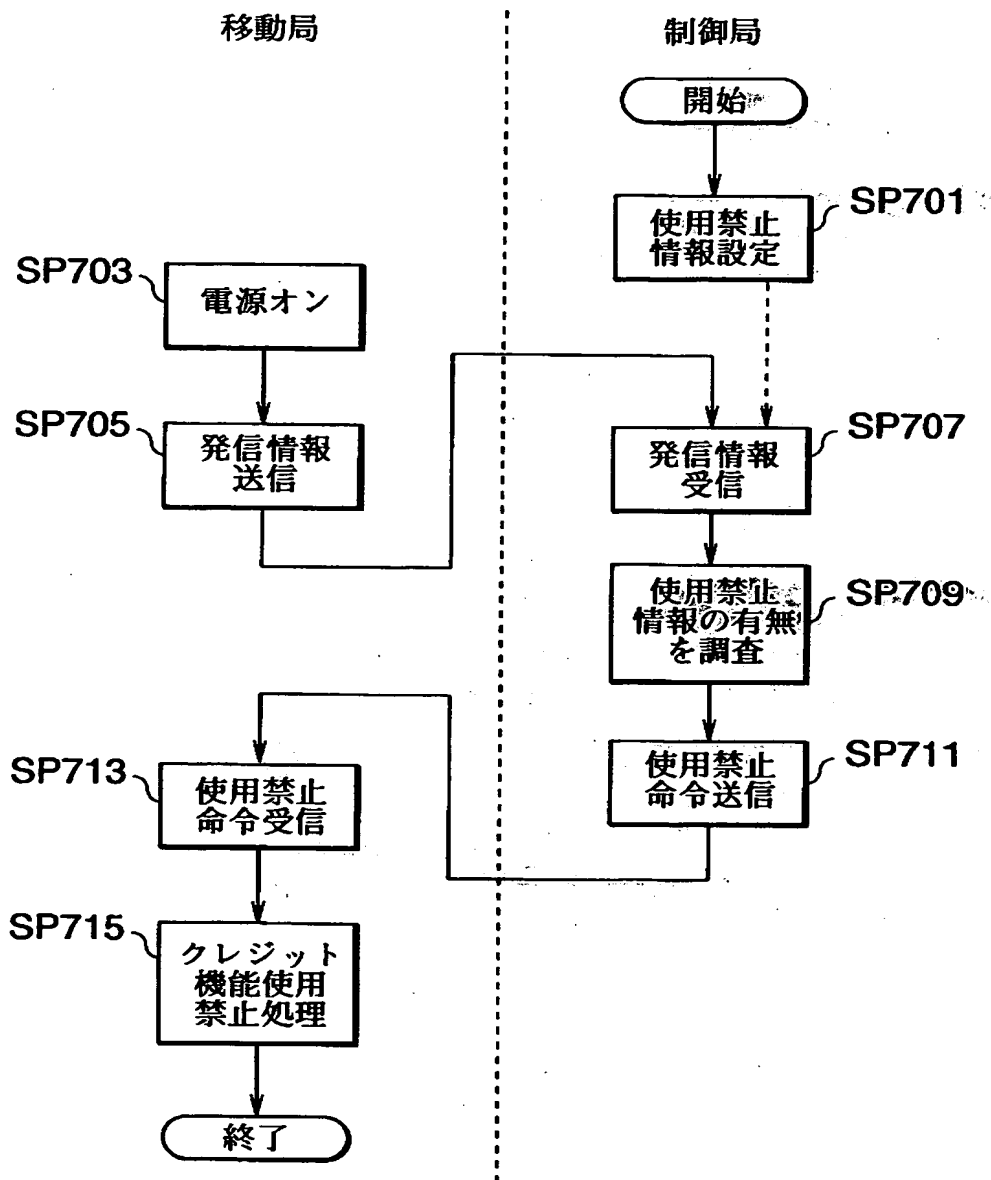 移動局
制御局
開始
SP701
使用禁止
情報設定
SP703
電源オン
SP705
発信情報
送信
SP707
発信情報
受信
SP709
使用禁止
情報の有無
を調査
SP711
使用禁止
命令送信
SP713
使用禁止
命令受信
SP715
クレジット
機能使用
禁止処理
終了